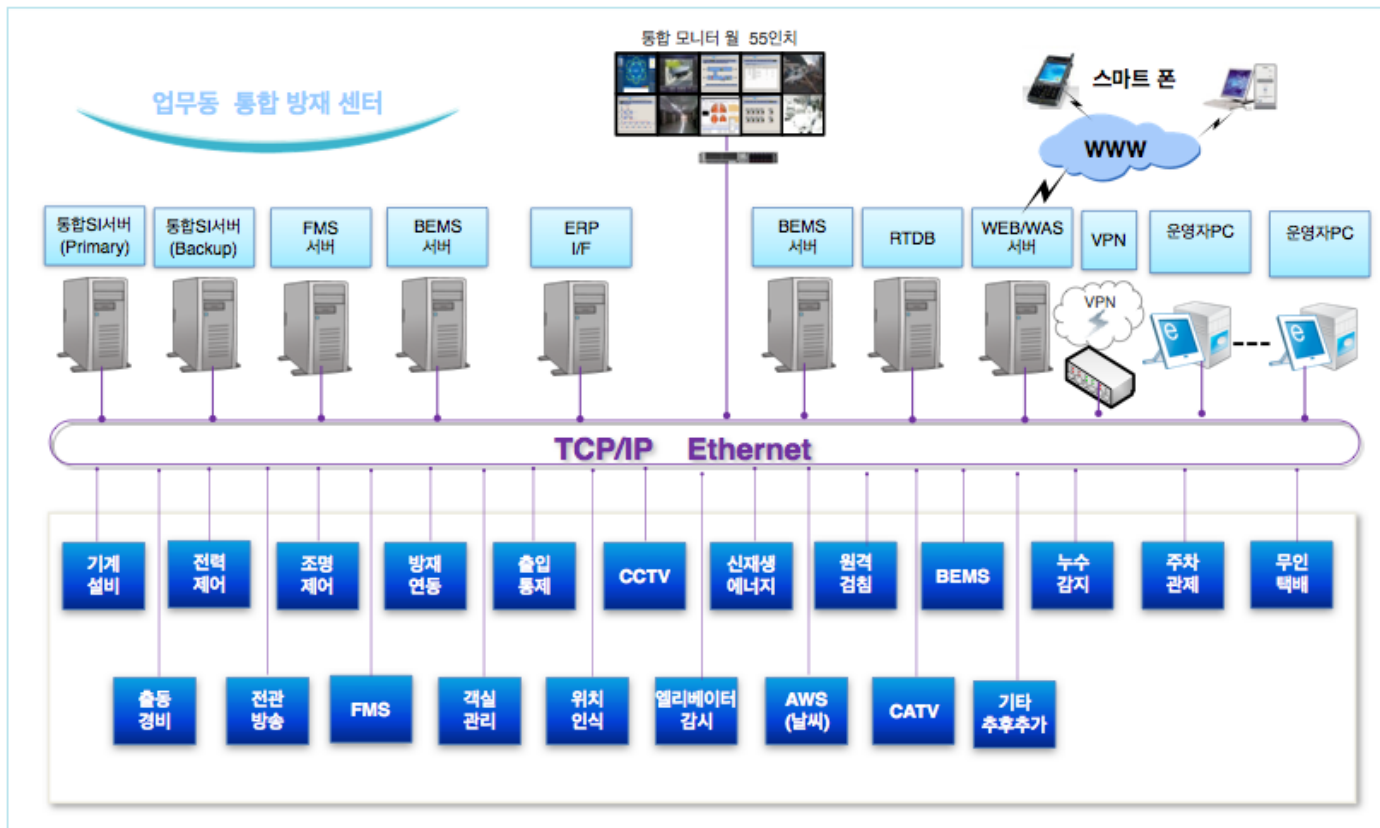 통합 모니터 월 55인치
업무동 통합 방재 센터
스마트 폰
WWW
통합SI서버
(Primary)
통합SI서버
(Backup)
FMS
서버
BEMS
서버
ERP
I/F
BEMS
서버
RTDB
WEB/WAS
서버
VPN
운영자PC
운영자PC
VPN
TCP/IP Ethernet
기계
설비
전력
제어
조명
제어
방재
연동
출입
통제
CCTV
신재생
에너지
원격
검침
BEMS
누수
감지
주차
관제
무인
택배
출동
경비
전관
방송
FMS
객실
관리
위치
인식
엘리베이터
감시
AWS
(날씨)
CATV
기타
추후추가